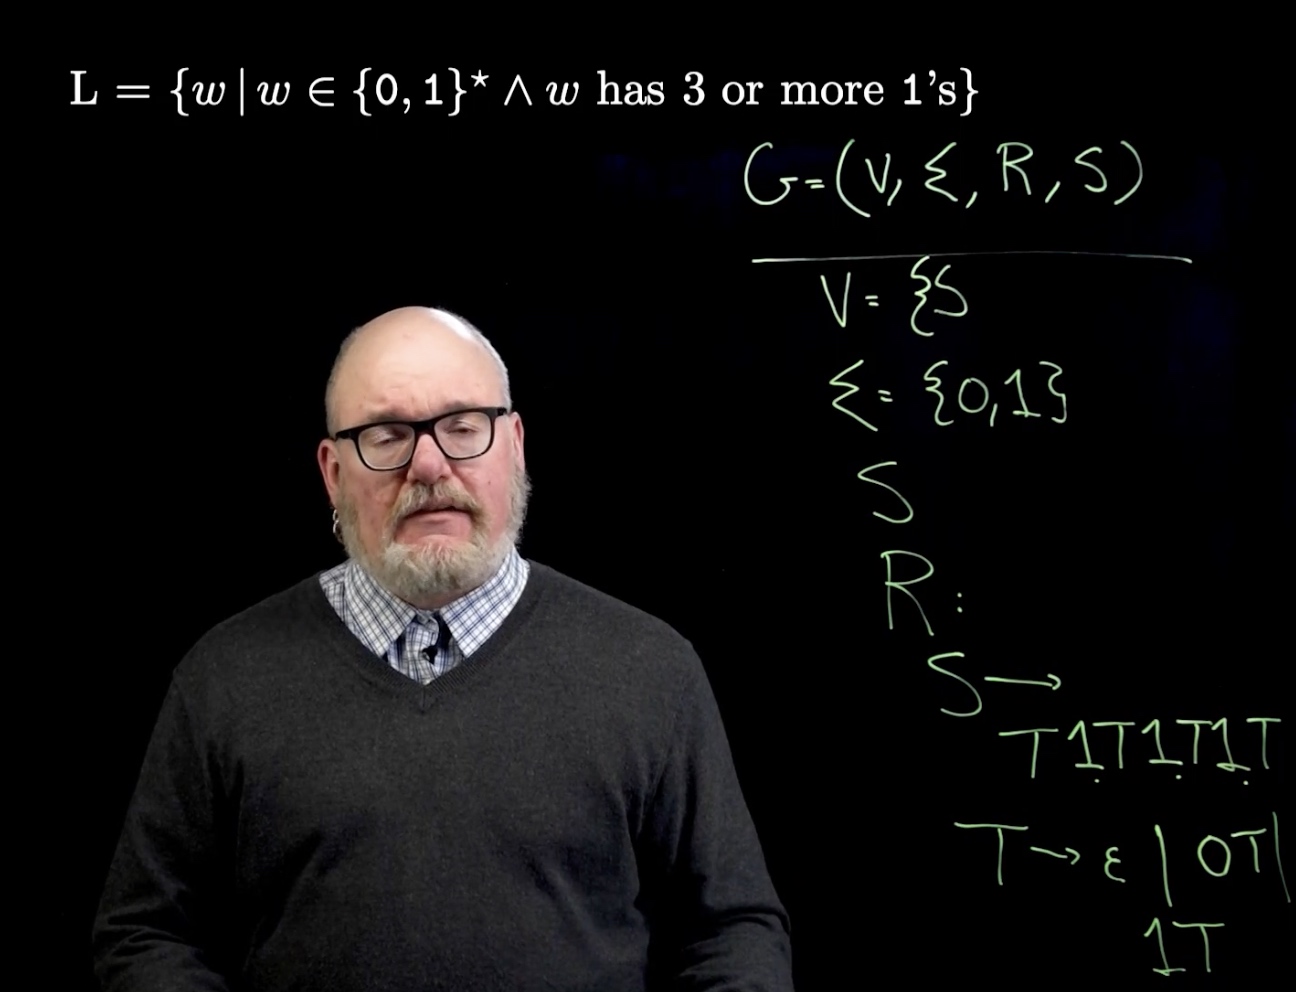 L = {w | w ∈ {0, 1}* ∧ w has 3 or more 1's}
G=(V, Σ, R, S)
V = {S
Σ = {0,1}
S
R:
S →
T1T1T1T
T → ε | 0T |
1T